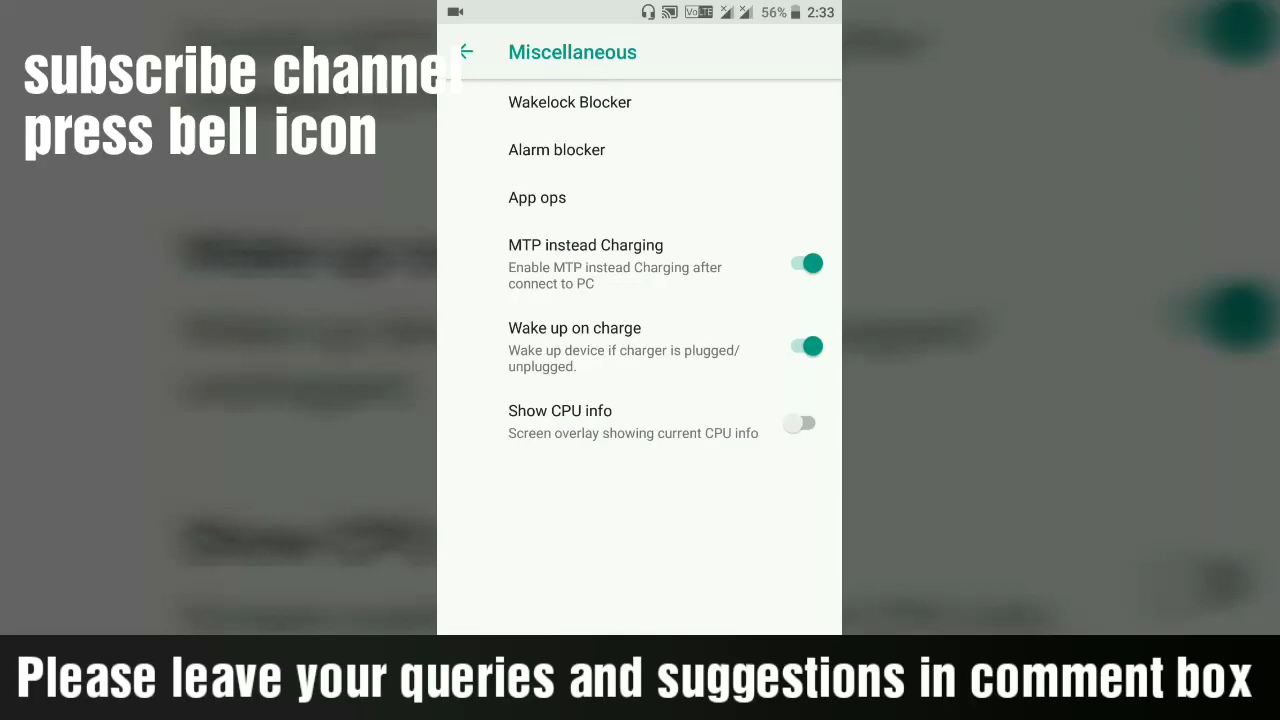 VoLTE 56% 2:33
subscribe channel
press bell icon
Miscellaneous
Wakelock Blocker
Alarm blocker
App ops
MTP instead Charging
Enable MTP instead Charging after
connect to PC
Wake up on charge
Wake up device if charger is plugged/
unplugged.
Show CPU info
Screen overlay showing current CPU info
Please leave your queries and suggestions in comment box